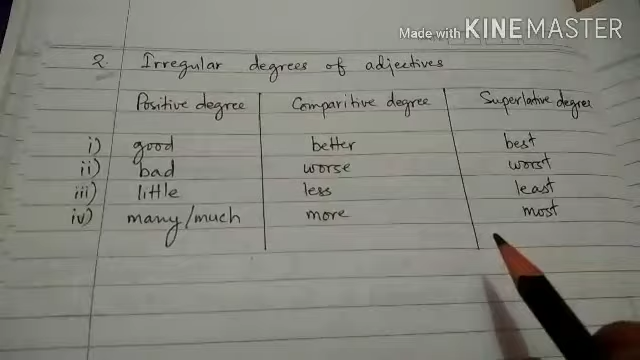 Made with KINEMASTER
2. Irregular degrees of adjectives
Positive degree Comparitive degree Superlative degree
i) good better best
ii) bad worse worst
iii) little less least
iv) many/much more most